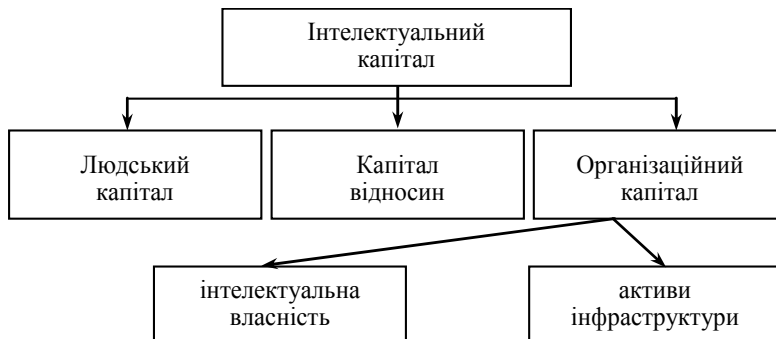 Інтелектуальний
капітал
Людський
капітал
Капітал
відносин
Організаційний
капітал
інтелектуальна
власність
активи
інфраструктури